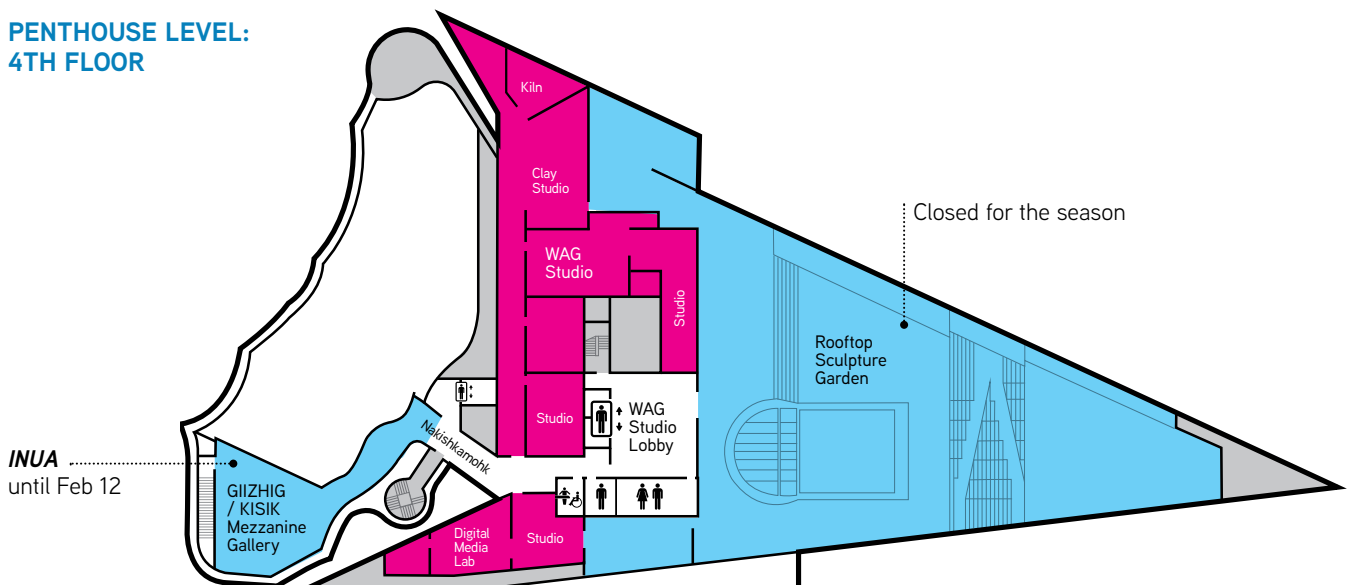 PENTHOUSE LEVEL:
4TH FLOOR
Kiln
Clay
Studio
Closed for the season
WAG
Studio
Studio
Rooftop
Sculpture
Garden
Studio
WAG
Studio
Lobby
Nakishkamohk
INUA
until Feb 12
GIIZHIG
/ KISIK
Mezzanine
Gallery
Digital
Media
Lab
Studio